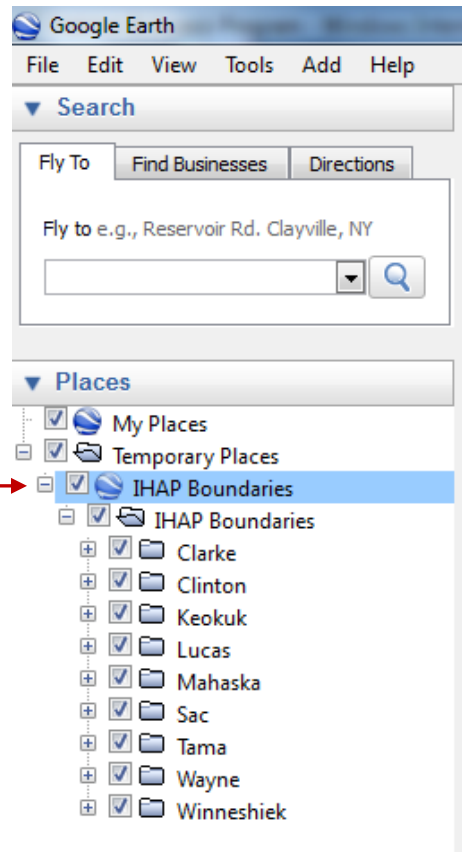 Google Earth
File Edit View Tools Add Help
Search
Fly To Find Businesses Directions
Fly to e.g., Reservoir Rd. Clayville, NY
Places
My Places
Temporary Places
IHAP Boundaries
IHAP Boundaries
Clarke
Clinton
Keokuk
Lucas
Mahaska
Sac
Tama
Wayne
Winneshiek